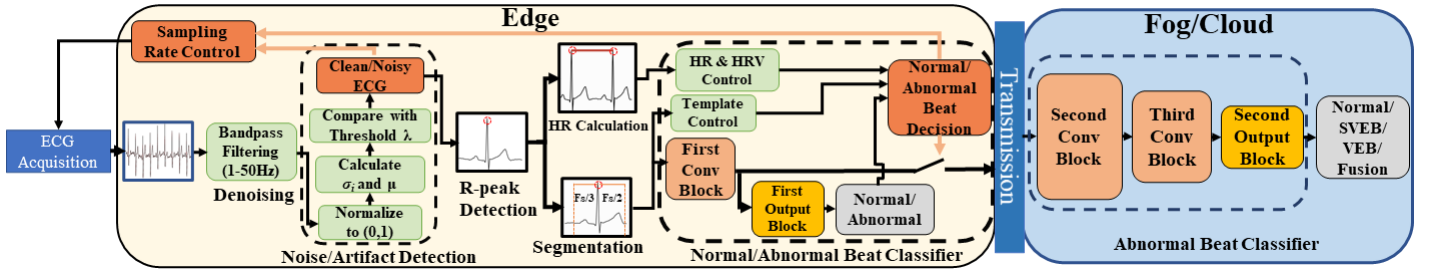 Edge
Fog/Cloud
Sampling
Rate Control
ECG
Acquisition
Bandpass
Filtering
(1-50Hz)
Denoising
Clean/Noisy
ECG
Compare with
Threshold λ
Calculate
σᵢ and μ
Normalize
to (0,1)
Noise/Artifact Detection
R-peak
Detection
HR Calculation
Fs/3 Fs/2
Segmentation
HR & HRV
Control
Template
Control
First
Conv
Block
First
Output
Block
Normal/
Abnormal
Normal/
Abnormal
Beat
Decision
Normal/Abnormal Beat Classifier
Transmission
Second
Conv
Block
Third
Conv
Block
Second
Output
Block
Normal/
SVEB/
VEB/
Fusion
Abnormal Beat Classifier